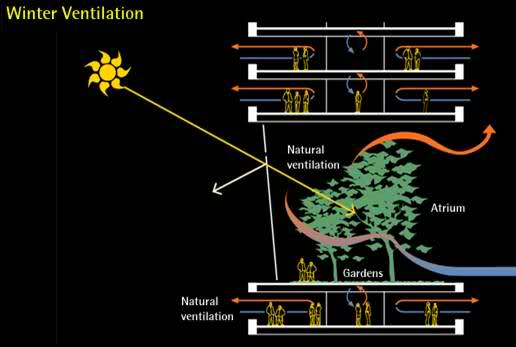 Winter Ventilation
Natural
ventilation
Atrium
Gardens
Natural
ventilation